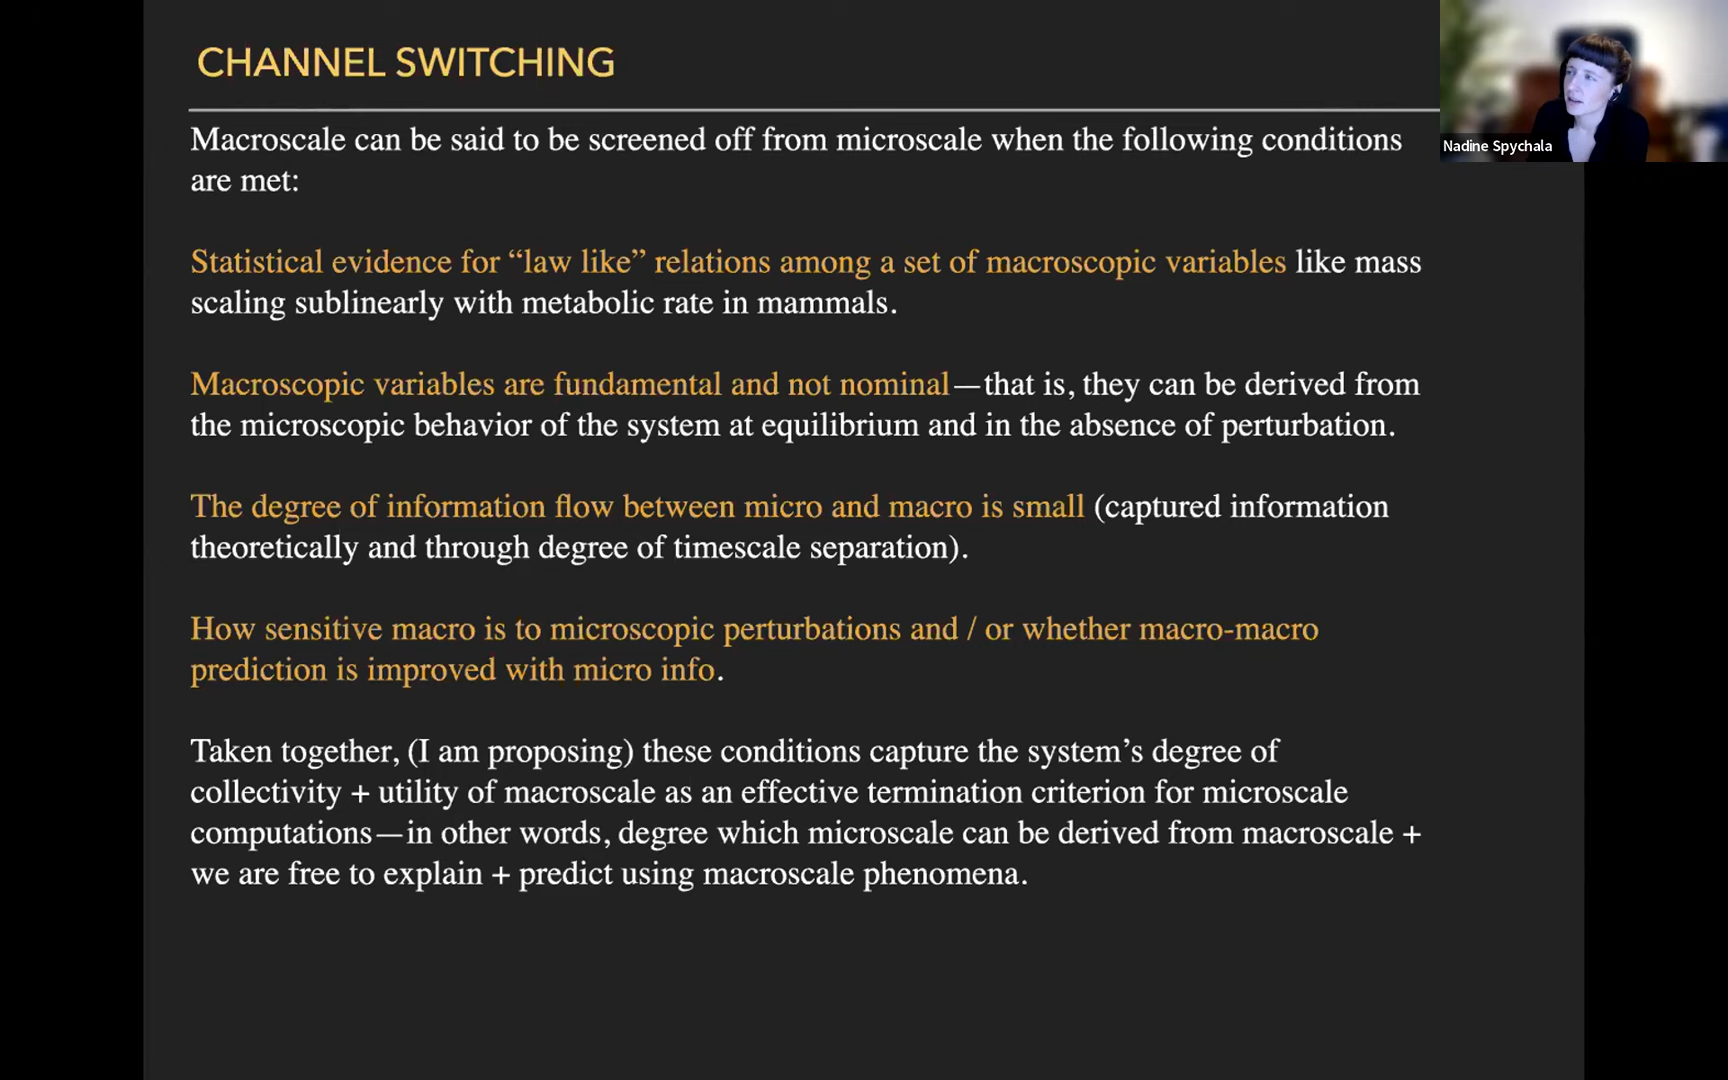 CHANNEL SWITCHING
Nadine Spychala
Macroscale can be said to be screened off from microscale when the following conditions
are met:
Statistical evidence for “law like” relations among a set of macroscopic variables like mass
scaling sublinearly with metabolic rate in mammals.
Macroscopic variables are fundamental and not nominal—that is, they can be derived from
the microscopic behavior of the system at equilibrium and in the absence of perturbation.
The degree of information flow between micro and macro is small (captured information
theoretically and through degree of timescale separation).
How sensitive macro is to microscopic perturbations and / or whether macro-macro
prediction is improved with micro info.
Taken together, (I am proposing) these conditions capture the system’s degree of
collectivity + utility of macroscale as an effective termination criterion for microscale
computations—in other words, degree which microscale can be derived from macroscale +
we are free to explain + predict using macroscale phenomena.